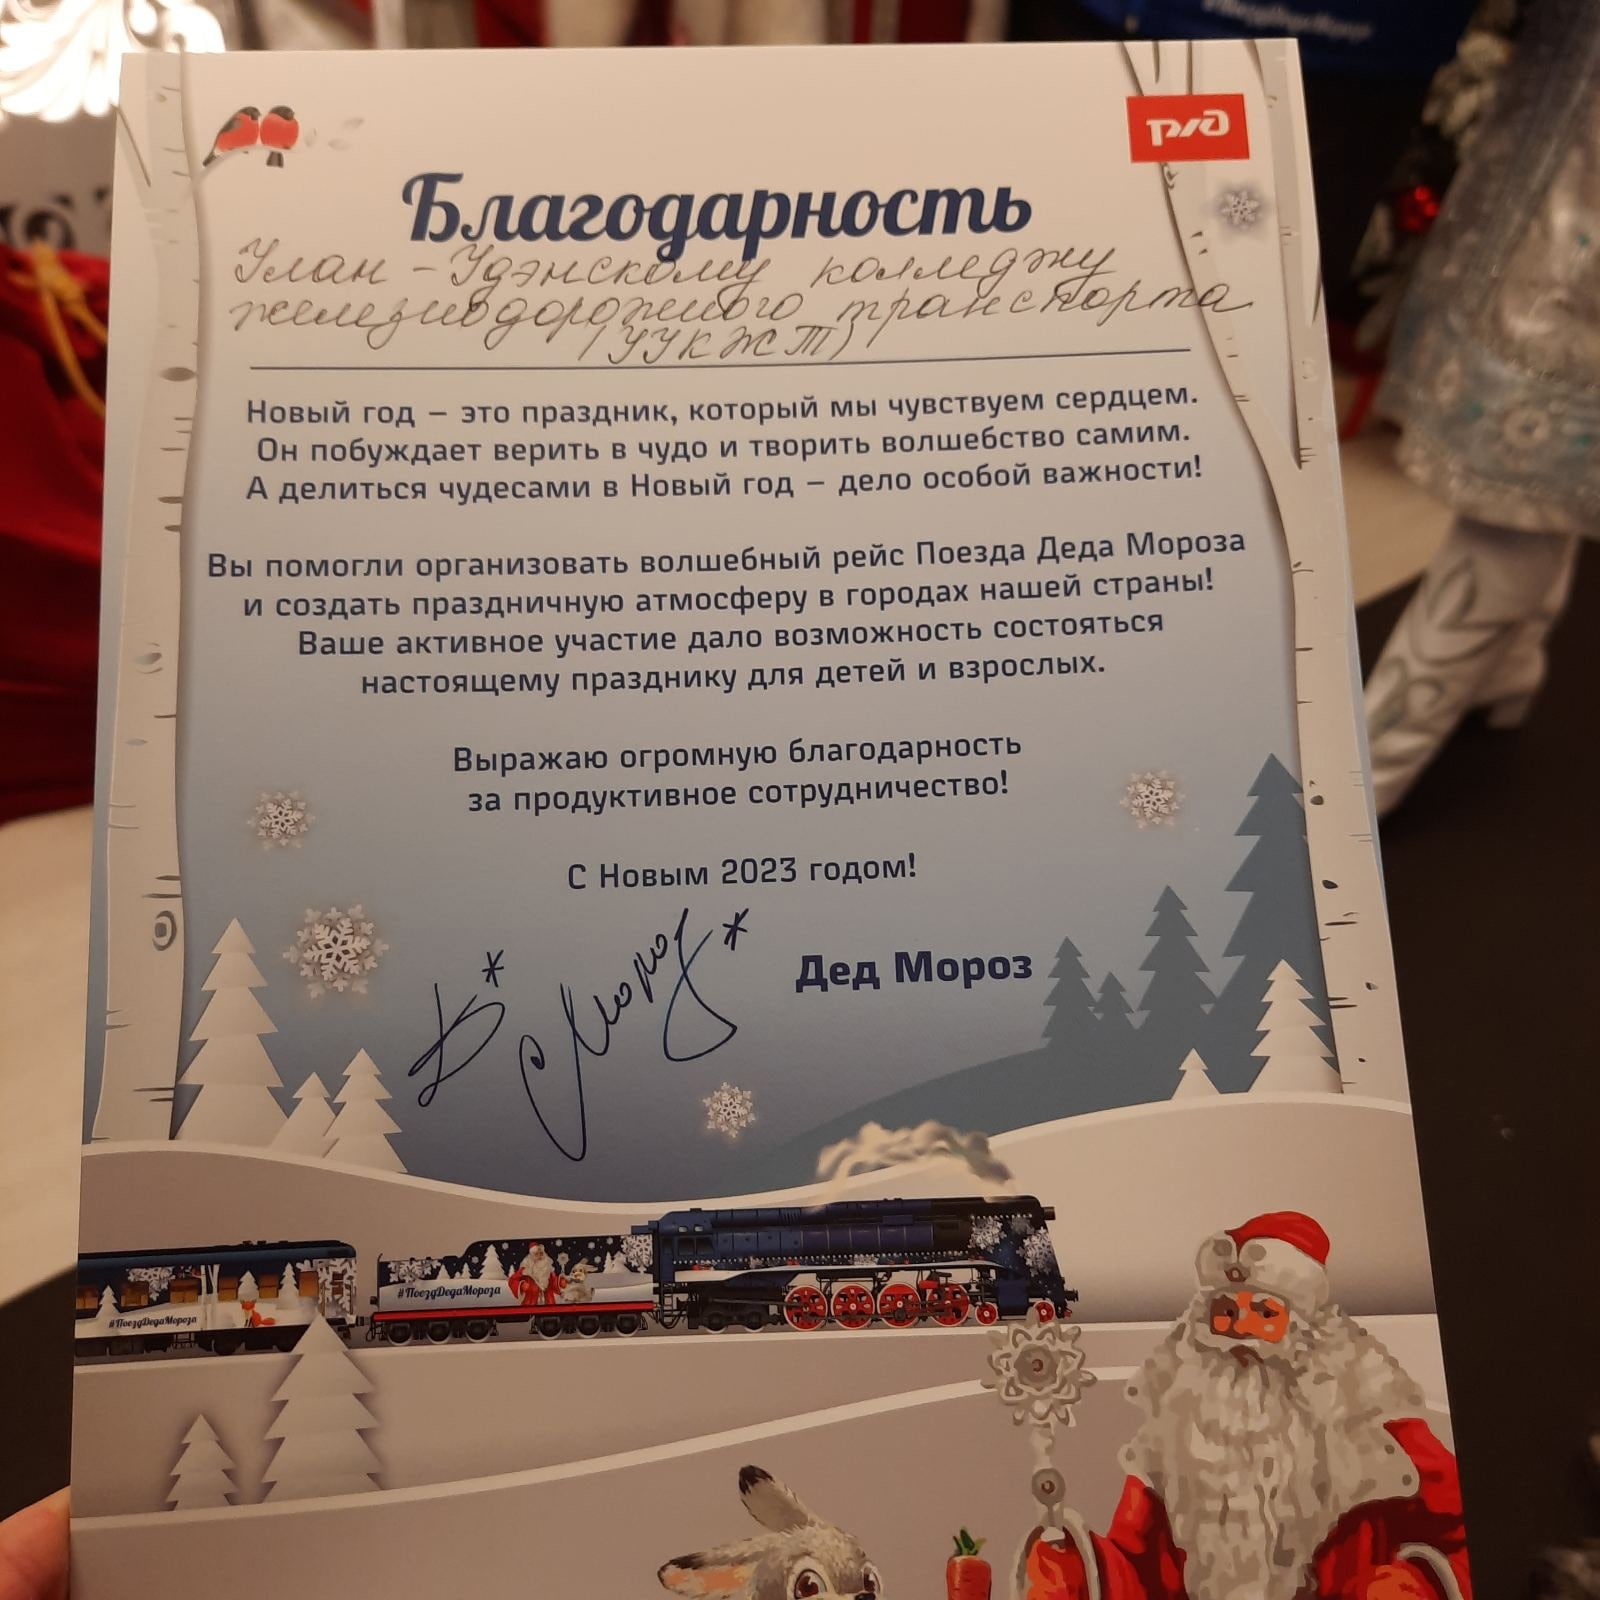 ржд
Благодарность
Улан-Удэнскому колледжу
железнодорожного транспорта
(УУКЖТ)
Новый год – это праздник, который мы чувствуем сердцем.
Он побуждает верить в чудо и творить волшебство самим.
А делиться чудесами в Новый год – дело особой важности!
Вы помогли организовать волшебный рейс Поезда Деда Мороза
и создать праздничную атмосферу в городах нашей страны!
Ваше активное участие дало возможность состояться
настоящему празднику для детей и взрослых.
Выражаю огромную благодарность
за продуктивное сотрудничество!
С Новым 2023 годом!
Д* Мороз*
Дед Мороз
#ПоездДедаМороза
#ПоездДедаМороза